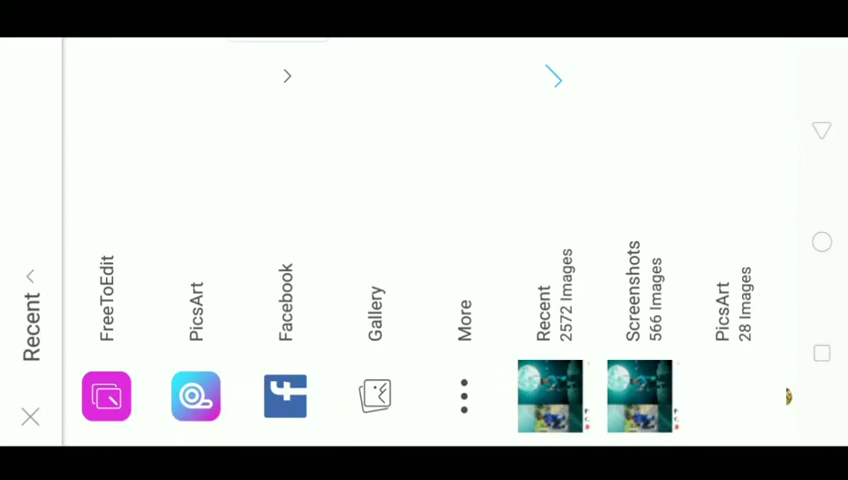 Recent
FreeToEdit
PicsArt
Facebook
Gallery
More
Recent
2572 Images
Screenshots
566 Images
PicsArt
28 Images